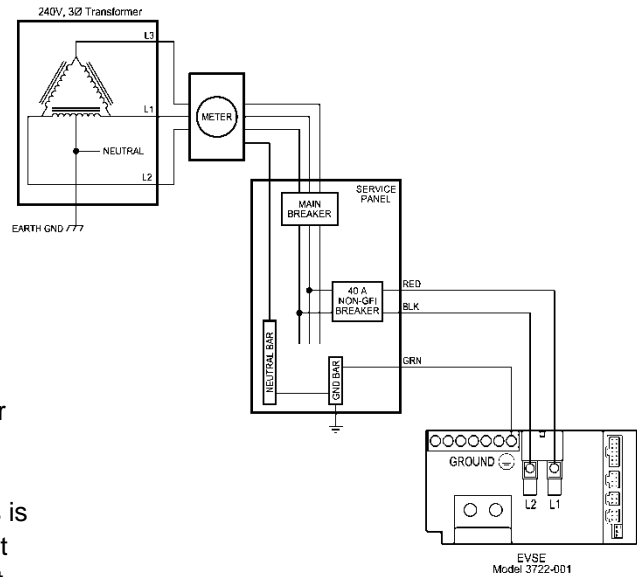 240V, 3Ø Transformer
L3
L1
METER
NEUTRAL
L2
SERVICE
PANEL
MAIN
BREAKER
EARTH GND
RED
40 A
NON-GFI
BREAKER
BLK
NEUTRAL BAR
GRN
GND BAR
r
GROUND
is
t
L2
L1
EVSE
Model 3722-001